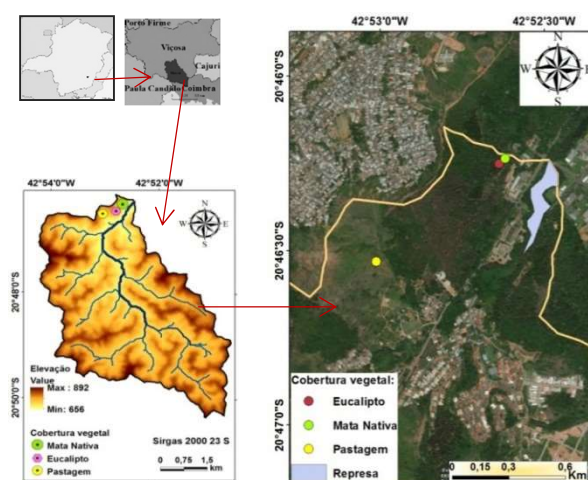 Porto Firme
Viçosa
Cajuri
Paula Cândido
Coimbra
42°54'0"W 42°52'0"W
N
W E
S
20°48'0"S
20°50'0"S
Elevação
Value
Max : 892
Min: 656
Cobertura vegetal
Mata Nativa
Eucalipto
Pastagem
Sirgas 2000 23 S
0 0,75 1,5
km
42°53'0"W 42°52'30"W
N
W E
S
20°46'0"S
20°46'30"S
20°47'0"S
Cobertura vegetal:
Eucalipto
Mata Nativa
Pastagem
Represa
0 0,15 0,3 0,6
Km